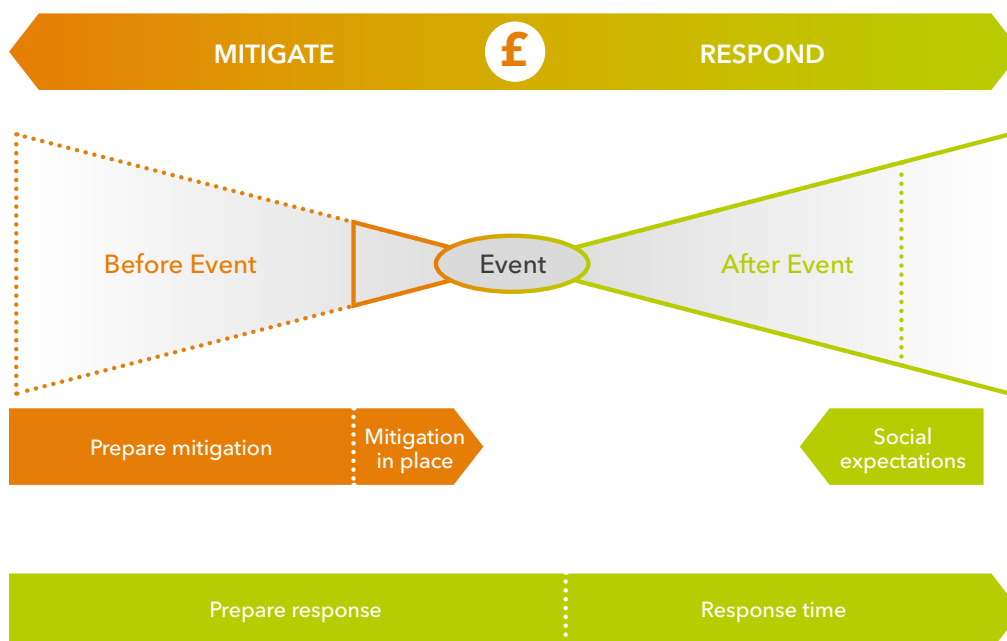 MITIGATE £ RESPOND
Before Event Event After Event
Prepare mitigation
Mitigation
in place
Social
expectations
Prepare response Response time